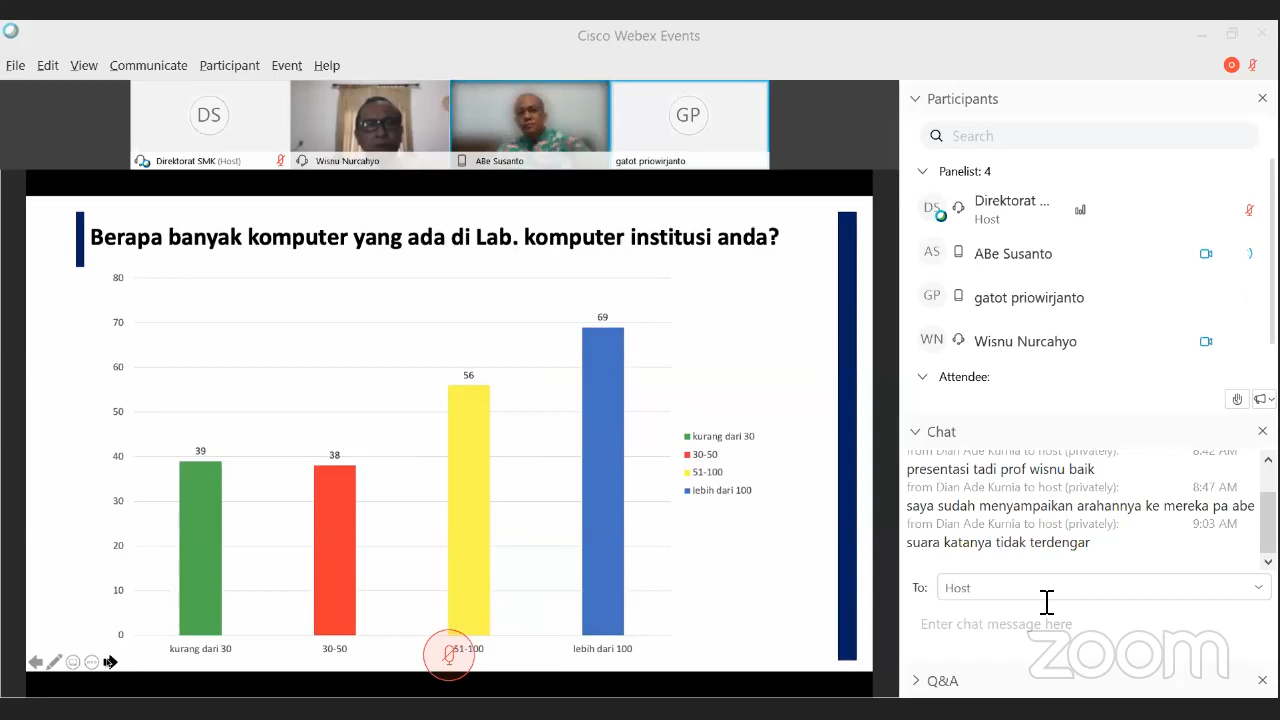 Cisco Webex Events
File Edit View Communicate Participant Event Help
DS
GP
Direktorat SMK (Host)
Wisnu Nurcahyo
ABe Susanto
gatot priowirjanto
Berapa banyak komputer yang ada di Lab. komputer institusi anda?
80
70
60
50
40
30
20
10
0
39
38
56
69
kurang dari 30
30-50
51-100
lebih dari 100
kurang dari 30
30-50
51-100
lebih dari 100
Participants
Search
Panelist: 4
DS
Direktorat ...
Host
AS
ABe Susanto
GP
gatot priowirjanto
WN
Wisnu Nurcahyo
Attendee:
Chat
from Dian Ade Kurnia to host (privately): 8:42 AM
presentasi tadi prof wisnu baik
from Dian Ade Kurnia to host (privately): 8:47 AM
saya sudah menyampaikan arahannya ke mereka pa abe
from Dian Ade Kurnia to host (privately): 9:03 AM
suara katanya tidak terdengar
To: Host
Enter chat message here
zoom
Q&A